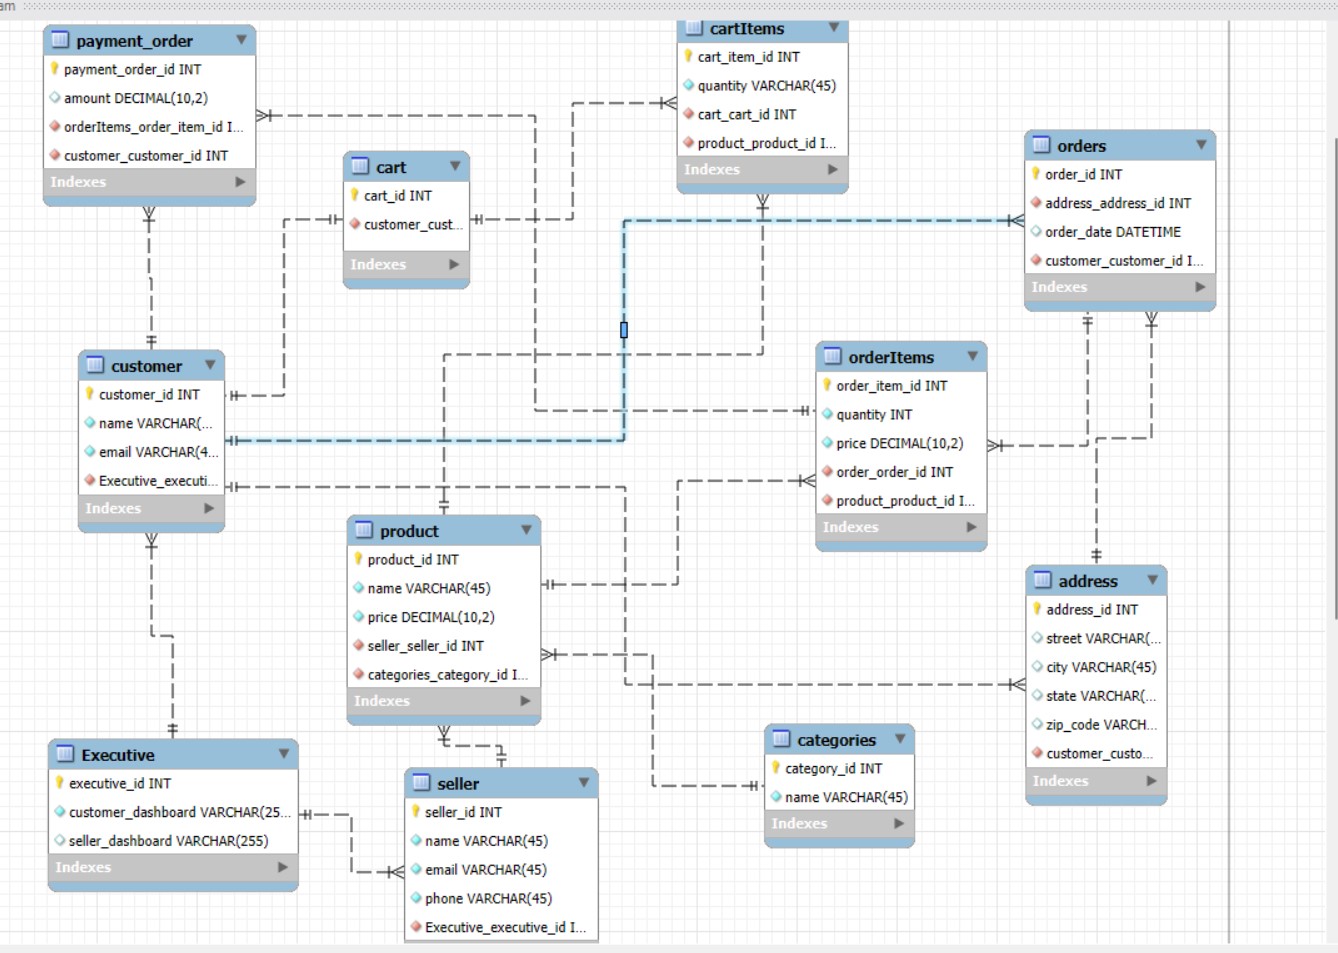 am
payment_order
payment_order_id INT
amount DECIMAL(10,2)
orderItems_order_item_id I...
customer_customer_id INT
Indexes
cartItems
cart_item_id INT
quantity VARCHAR(45)
cart_cart_id INT
product_product_id I...
Indexes
cart
cart_id INT
customer_cust...
Indexes
orders
order_id INT
address_address_id INT
order_date DATETIME
customer_customer_id I...
Indexes
customer
customer_id INT
name VARCHAR(...
email VARCHAR(4...
Executive_executi...
Indexes
orderItems
order_item_id INT
quantity INT
price DECIMAL(10,2)
order_order_id INT
product_product_id I...
Indexes
product
product_id INT
name VARCHAR(45)
price DECIMAL(10,2)
seller_seller_id INT
categories_category_id I...
Indexes
address
address_id INT
street VARCHAR(...
city VARCHAR(45)
state VARCHAR(...
zip_code VARCH...
customer_custo...
Indexes
Executive
executive_id INT
customer_dashboard VARCHAR(25...
seller_dashboard VARCHAR(255)
Indexes
seller
seller_id INT
name VARCHAR(45)
email VARCHAR(45)
phone VARCHAR(45)
Executive_executive_id I...
categories
category_id INT
name VARCHAR(45)
Indexes